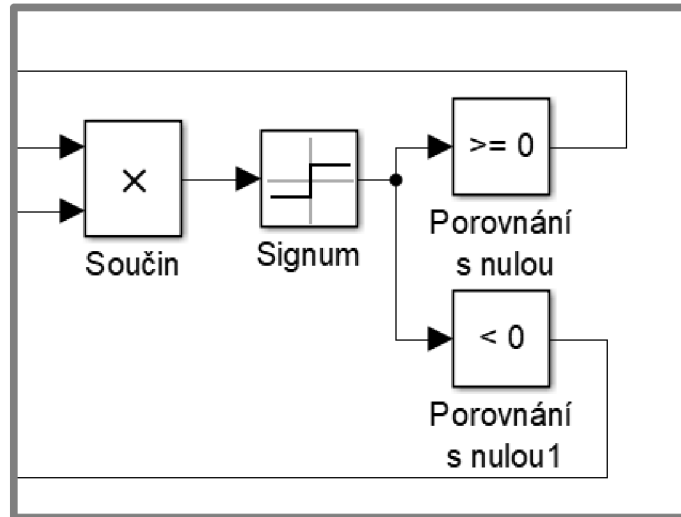 ×
Součin
Signum
>= 0
Porovnání
s nulou
< 0
Porovnání
s nulou1